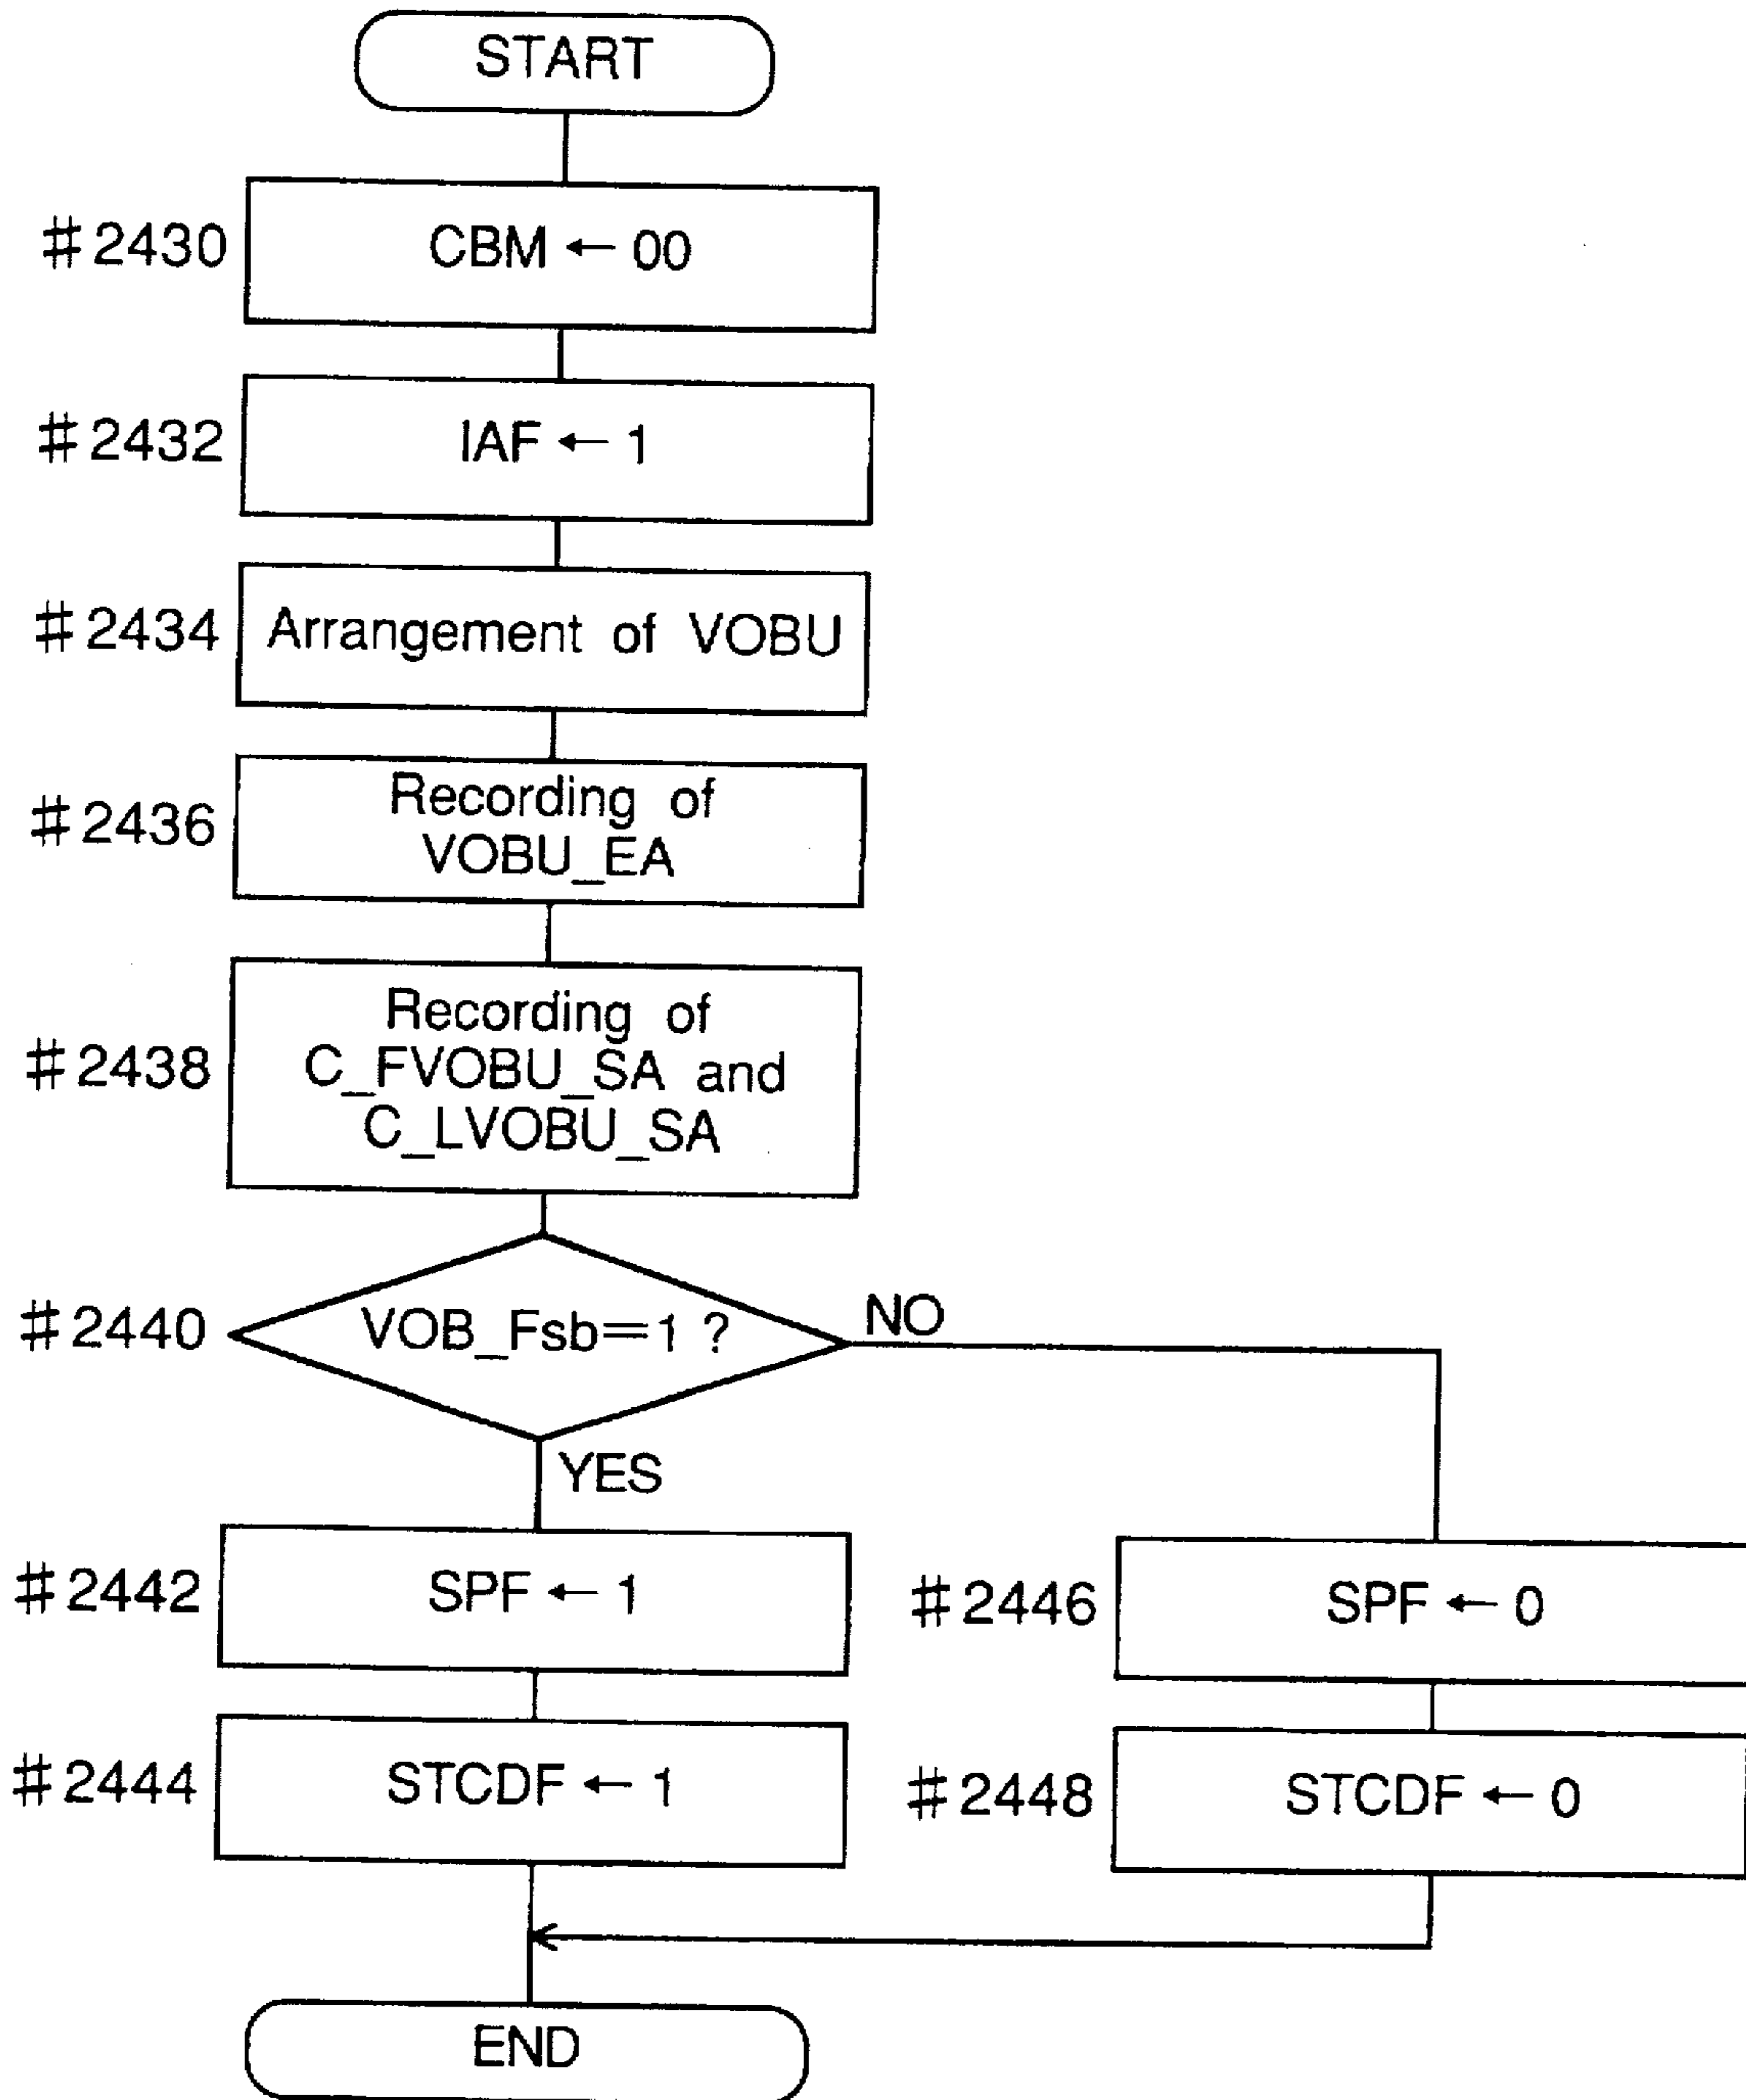 START
#2430
CBM ← 00
#2432
IAF ← 1
#2434
Arrangement of VOBU
#2436
Recording of
VOBU_EA
#2438
Recording of
C_FVOBU_SA and
C_LVOBU_SA
#2440
VOB_Fsb=1 ?
NO
YES
#2442
SPF ← 1
#2446
SPF ← 0
#2444
STCDF ← 1
#2448
STCDF ← 0
END